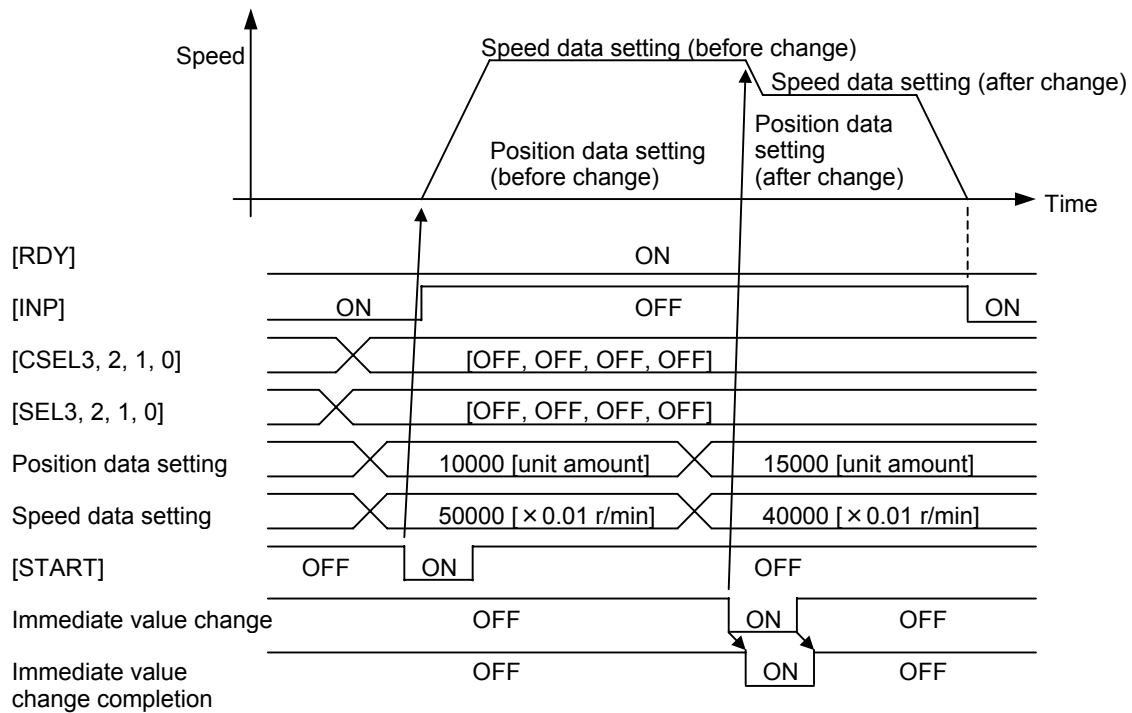 Speed
Speed data setting (before change)
Speed data setting (after change)
Position data setting
(before change)
Position data
setting
(after change)
Time
[RDY]
ON
[INP]
ON
OFF
ON
[CSEL3, 2, 1, 0]
[OFF, OFF, OFF, OFF]
[SEL3, 2, 1, 0]
[OFF, OFF, OFF, OFF]
Position data setting
10000 [unit amount]
15000 [unit amount]
Speed data setting
50000 [×0.01 r/min]
40000 [×0.01 r/min]
[START]
OFF
ON
OFF
Immediate value change
OFF
ON
OFF
Immediate value
change completion
OFF
ON
OFF